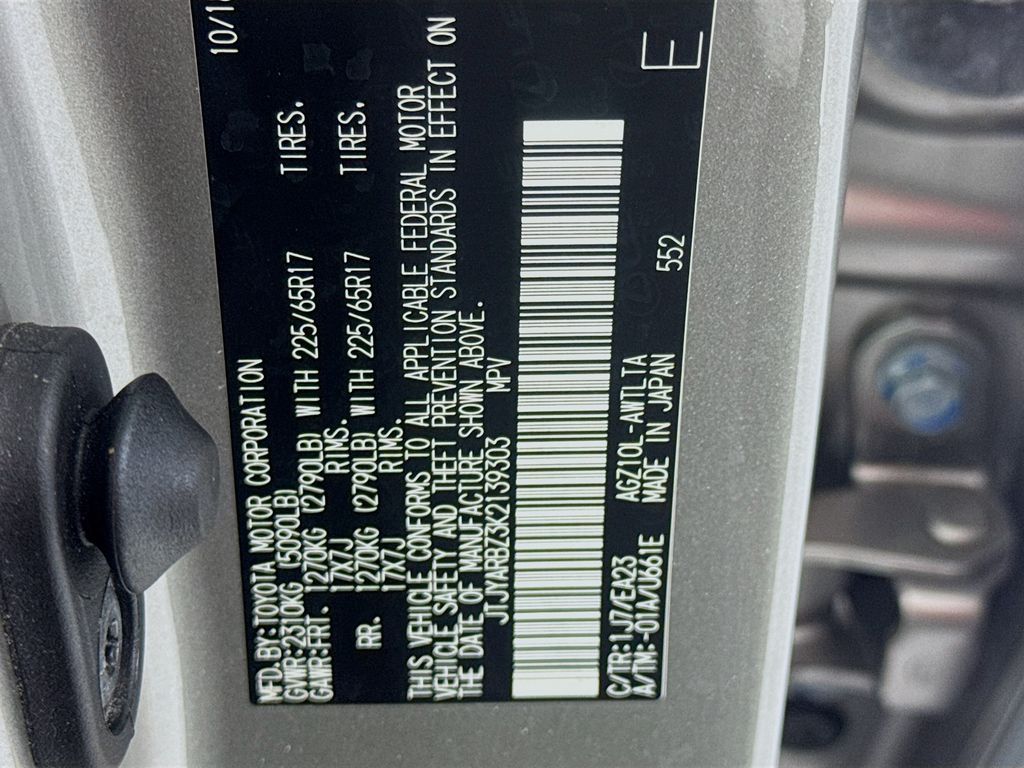 MFD.BY:TOYOTA MOTOR CORPORATION 10/18
GVWR:2310KG (5090LB)
GAWR:FRT. 1270KG (2790LB) WITH 225/65R17 TIRES.
17X7J RIMS.
RR. 1270KG (2790LB) WITH 225/65R17 TIRES.
17X7J RIMS.
THIS VEHICLE CONFORMS TO ALL APPLICABLE FEDERAL MOTOR
VEHICLE SAFETY AND THEFT PREVENTION STANDARDS IN EFFECT ON
THE DATE OF MANUFACTURE SHOWN ABOVE.
JTJYARBZ3K2139303 MPV
C/TR:1J7/EA23 AGZ10L-AWTLTA
A/TM:-01A/U661E MADE IN JAPAN 552 E